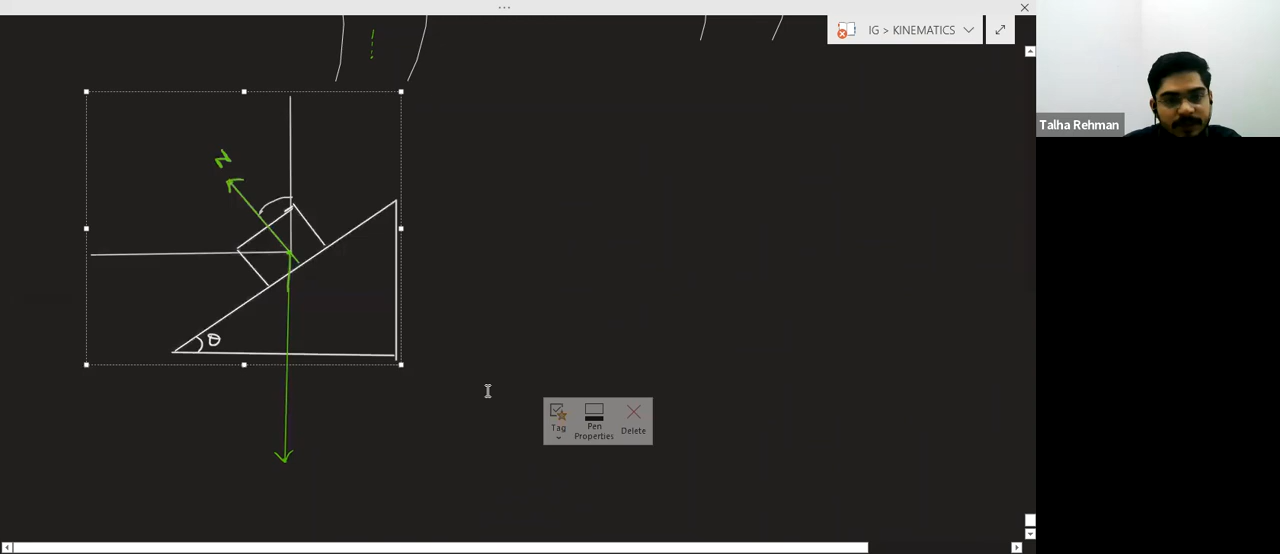 IG > KINEMATICS
Talha Rehman
N
θ
Tag
Pen
Properties
Delete